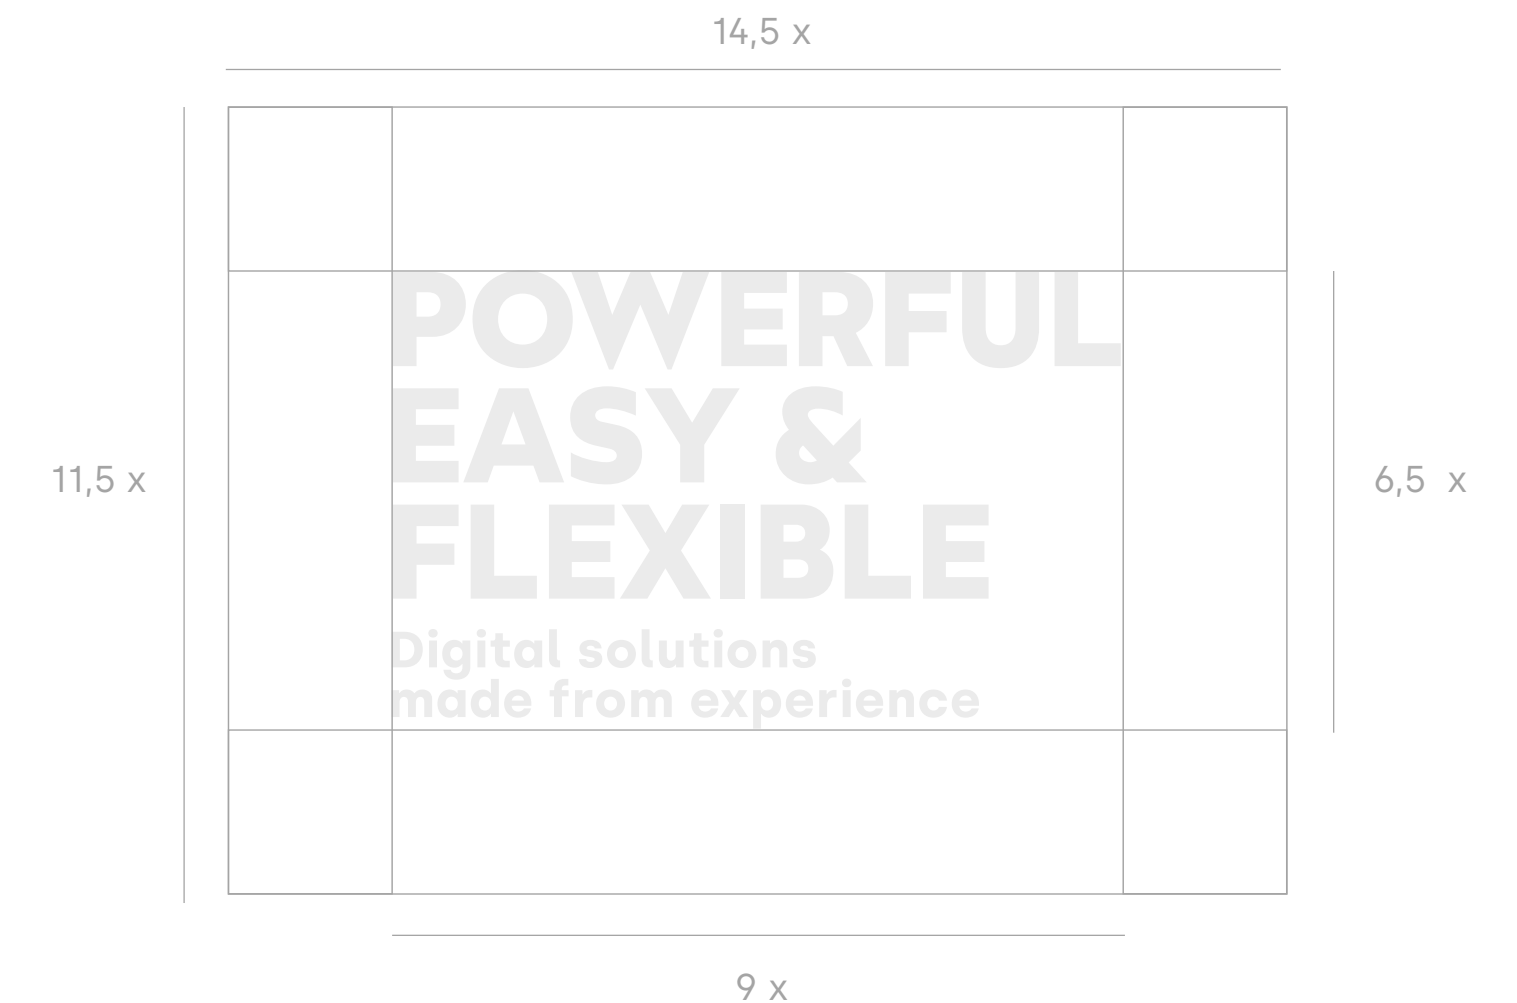 14,5 x
POWERFUL
EASY &
FLEXIBLE
11,5 x
6,5 x
Digital solutions
made from experience
9 x